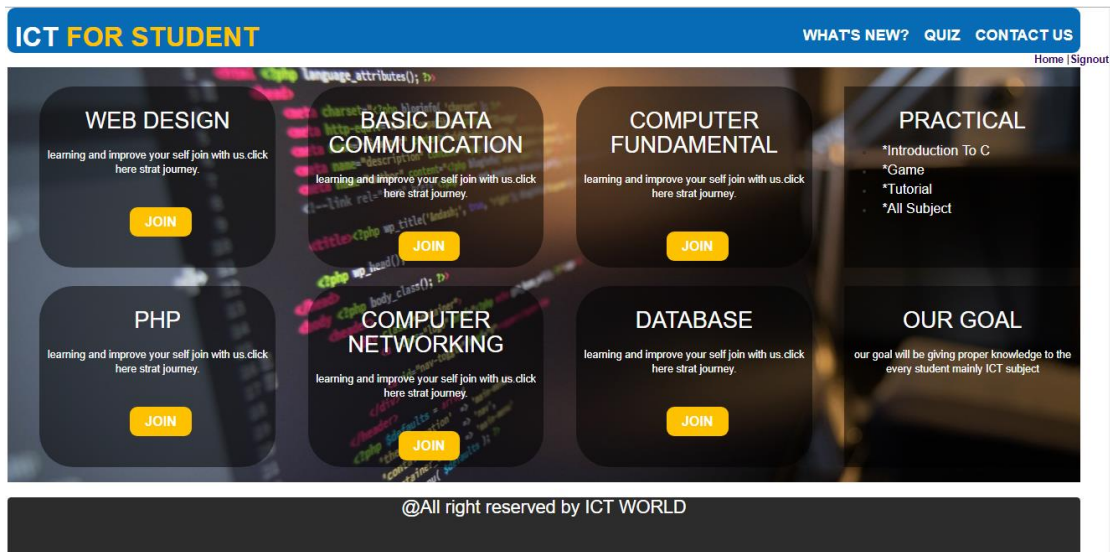 ICT FOR STUDENT
WHAT'S NEW? QUIZ CONTACT US
Home |Signout
WEB DESIGN
learning and improve your self join with us.click
here strat journey.
JOIN
BASIC DATA
COMMUNICATION
learning and improve your self join with us.click
here strat journey.
JOIN
COMPUTER
FUNDAMENTAL
learning and improve your self join with us.click
here strat journey.
JOIN
PRACTICAL
*Introduction To C
*Game
*Tutorial
*All Subject
PHP
learning and improve your self join with us.click
here strat journey.
JOIN
COMPUTER
NETWORKING
learning and improve your self join with us.click
here strat journey.
JOIN
DATABASE
learning and improve your self join with us.click
here strat journey.
JOIN
OUR GOAL
our goal will be giving proper knowledge to the
every student mainly ICT subject
<?php language_attributes(); ?>
<?php wp_head();
<?php body_class(); ?>
@All right reserved by ICT WORLD